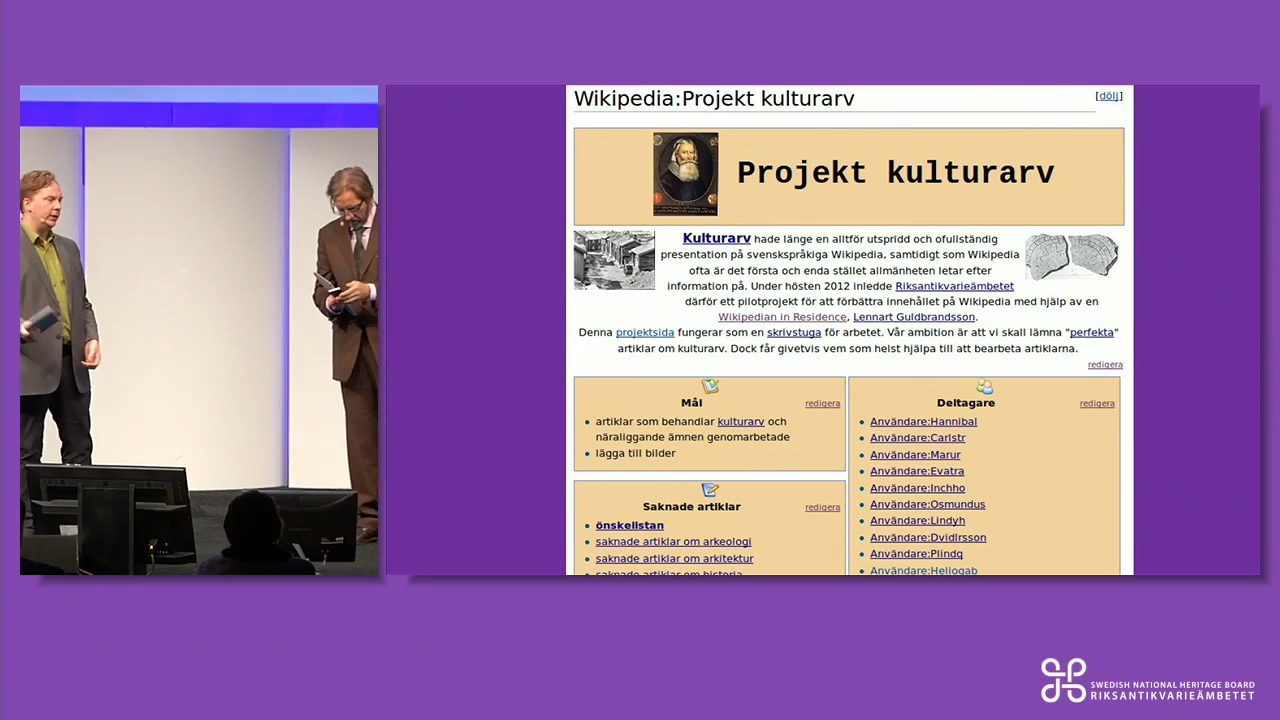 Wikipedia:Projekt kulturarv
[dölj]
Projekt kulturarv
Kulturarv hade länge en alltför utspridd och ofullständig
presentation på svenskspråkiga Wikipedia, samtidigt som Wikipedia
ofta är det första och enda stället allmänheten letar efter
information på. Under hösten 2012 inledde Riksantikvarieämbetet
därför ett pilotprojekt för att förbättra innehållet på Wikipedia med hjälp av en
Wikipedian in Residence, Lennart Guldbrandsson.
Denna projektsida fungerar som en skrivstuga för arbetet. Vår ambition är att vi skall lämna "perfekta"
artiklar om kulturarv. Dock får givetvis vem som helst hjälpa till att bearbeta artiklarna.
redigera
Mål
redigera
artiklar som behandlar kulturarv och
näraliggande ämnen genomarbetade
lägga till bilder
Saknade artiklar
redigera
önskelistan
saknade artiklar om arkeologi
saknade artiklar om arkitektur
saknade artiklar om historia
Deltagare
redigera
Användare:Hannibal
Användare:Carlstr
Användare:Marur
Användare:Evatra
Användare:Inchho
Användare:Osmundus
Användare:Lindyh
Användare:Dvidlrsson
Användare:Plindq
Användare:Heliogab
SWEDISH NATIONAL HERITAGE BOARD
RIKSANTIKVARIEÄMBETET